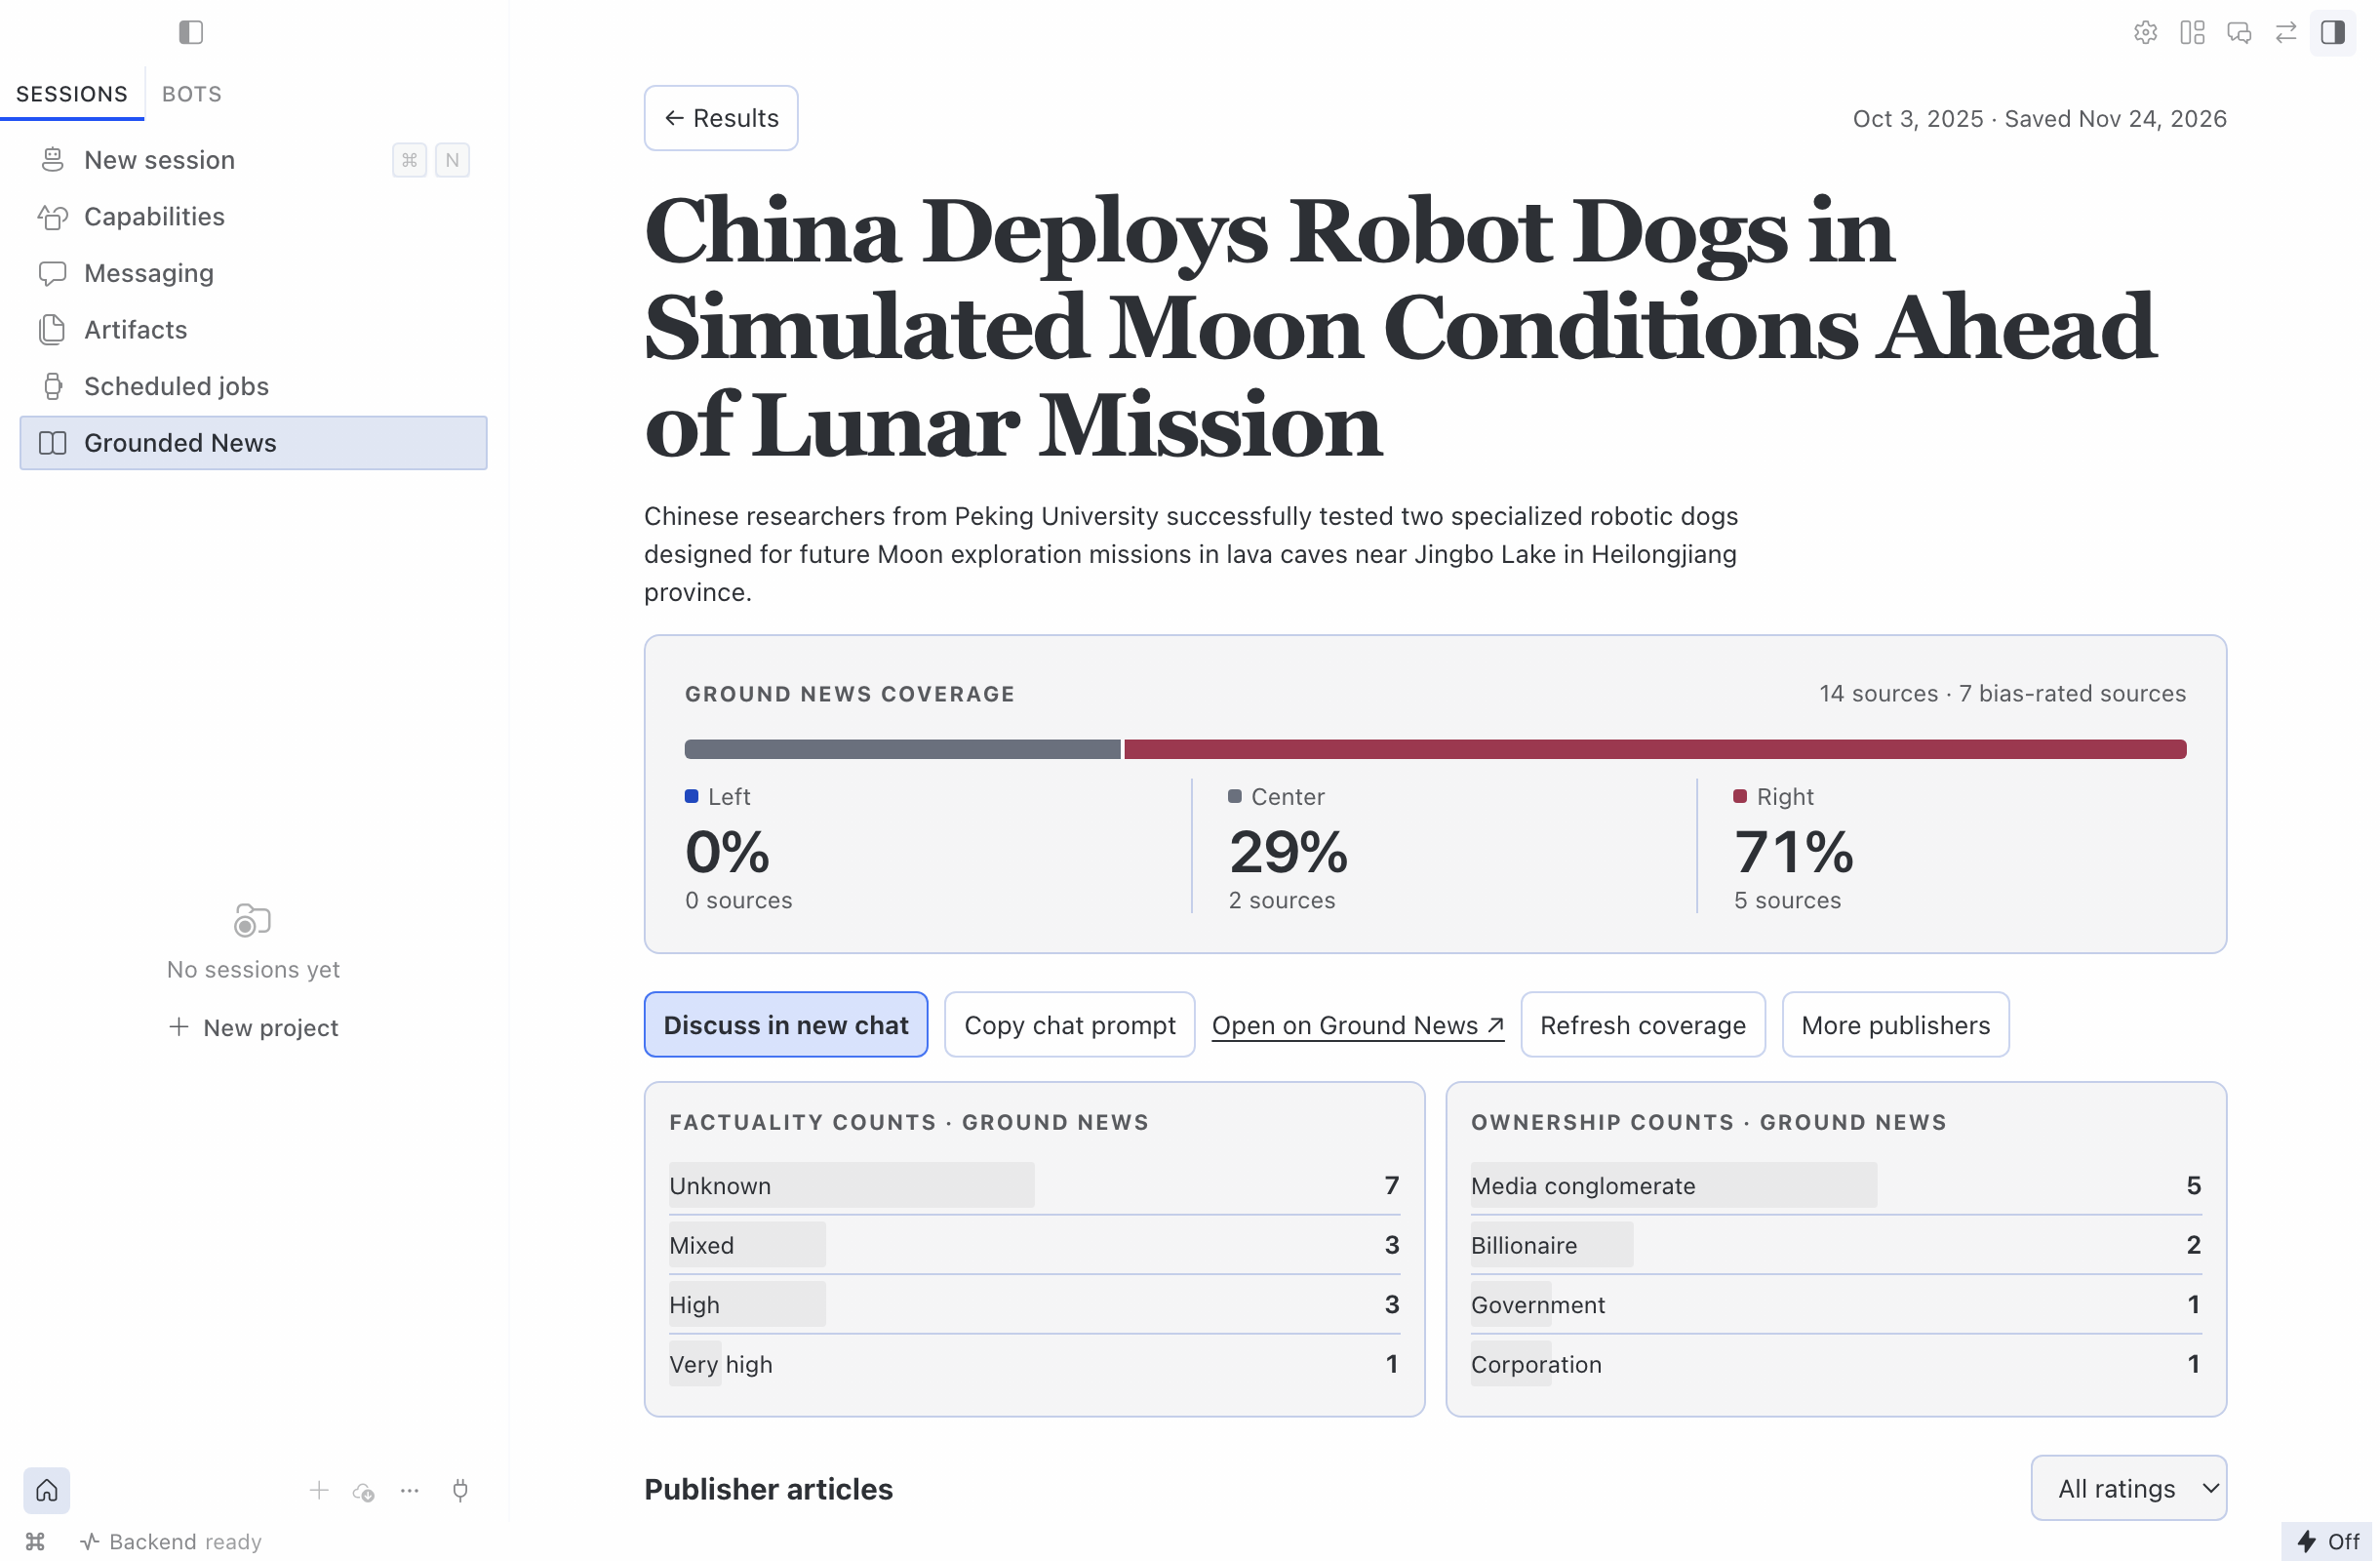 SESSIONS
BOTS
New session
⌘ N
Capabilities
Messaging
Artifacts
Scheduled jobs
Grounded News
No sessions yet
+ New project
⌘
Backend ready
← Results
Oct 3, 2025 · Saved Nov 24, 2026
China Deploys Robot Dogs in
Simulated Moon Conditions Ahead
of Lunar Mission
Chinese researchers from Peking University successfully tested two specialized robotic dogs
designed for future Moon exploration missions in lava caves near Jingbo Lake in Heilongjiang
province.
GROUND NEWS COVERAGE
14 sources · 7 bias-rated sources
Left
0%
0 sources
Center
29%
2 sources
Right
71%
5 sources
Discuss in new chat
Copy chat prompt
Open on Ground News ↗
Refresh coverage
More publishers
FACTUALITY COUNTS · GROUND NEWS
Unknown 7
Mixed 3
High 3
Very high 1
OWNERSHIP COUNTS · GROUND NEWS
Media conglomerate 5
Billionaire 2
Government 1
Corporation 1
Publisher articles
All ratings
Off